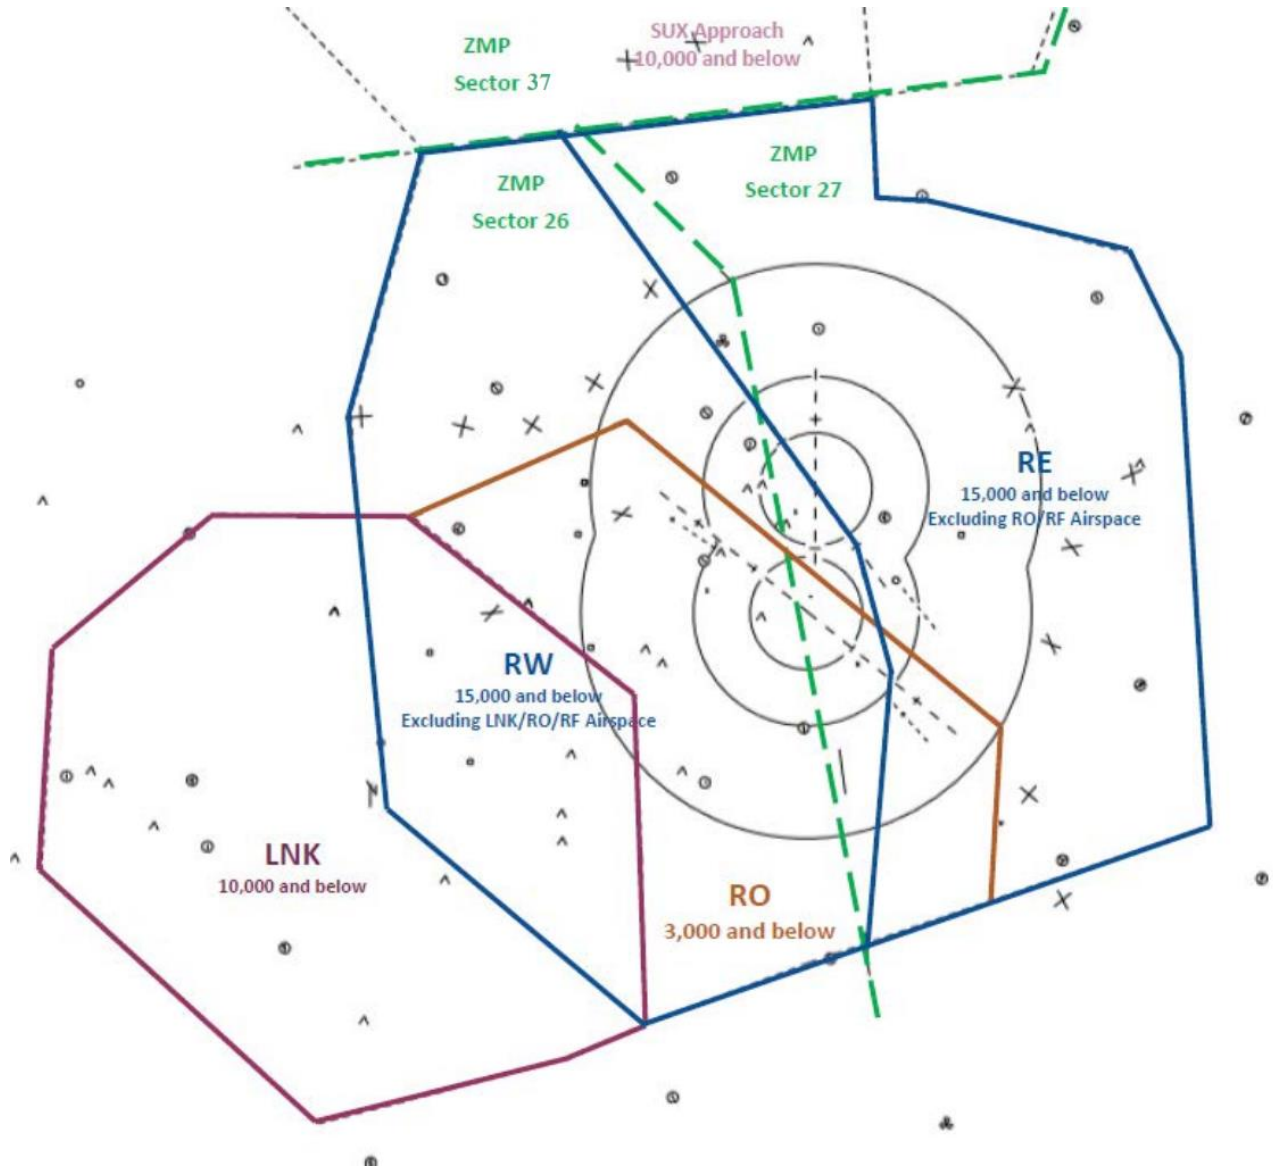 SUX Approach
10,000 and below
ZMP
Sector 37
ZMP
Sector 27
ZMP
Sector 26
RE
15,000 and below
Excluding RO/RF Airspace
RW
15,000 and below
Excluding LNK/RO/RF Airspace
LNK
10,000 and below
RO
3,000 and below